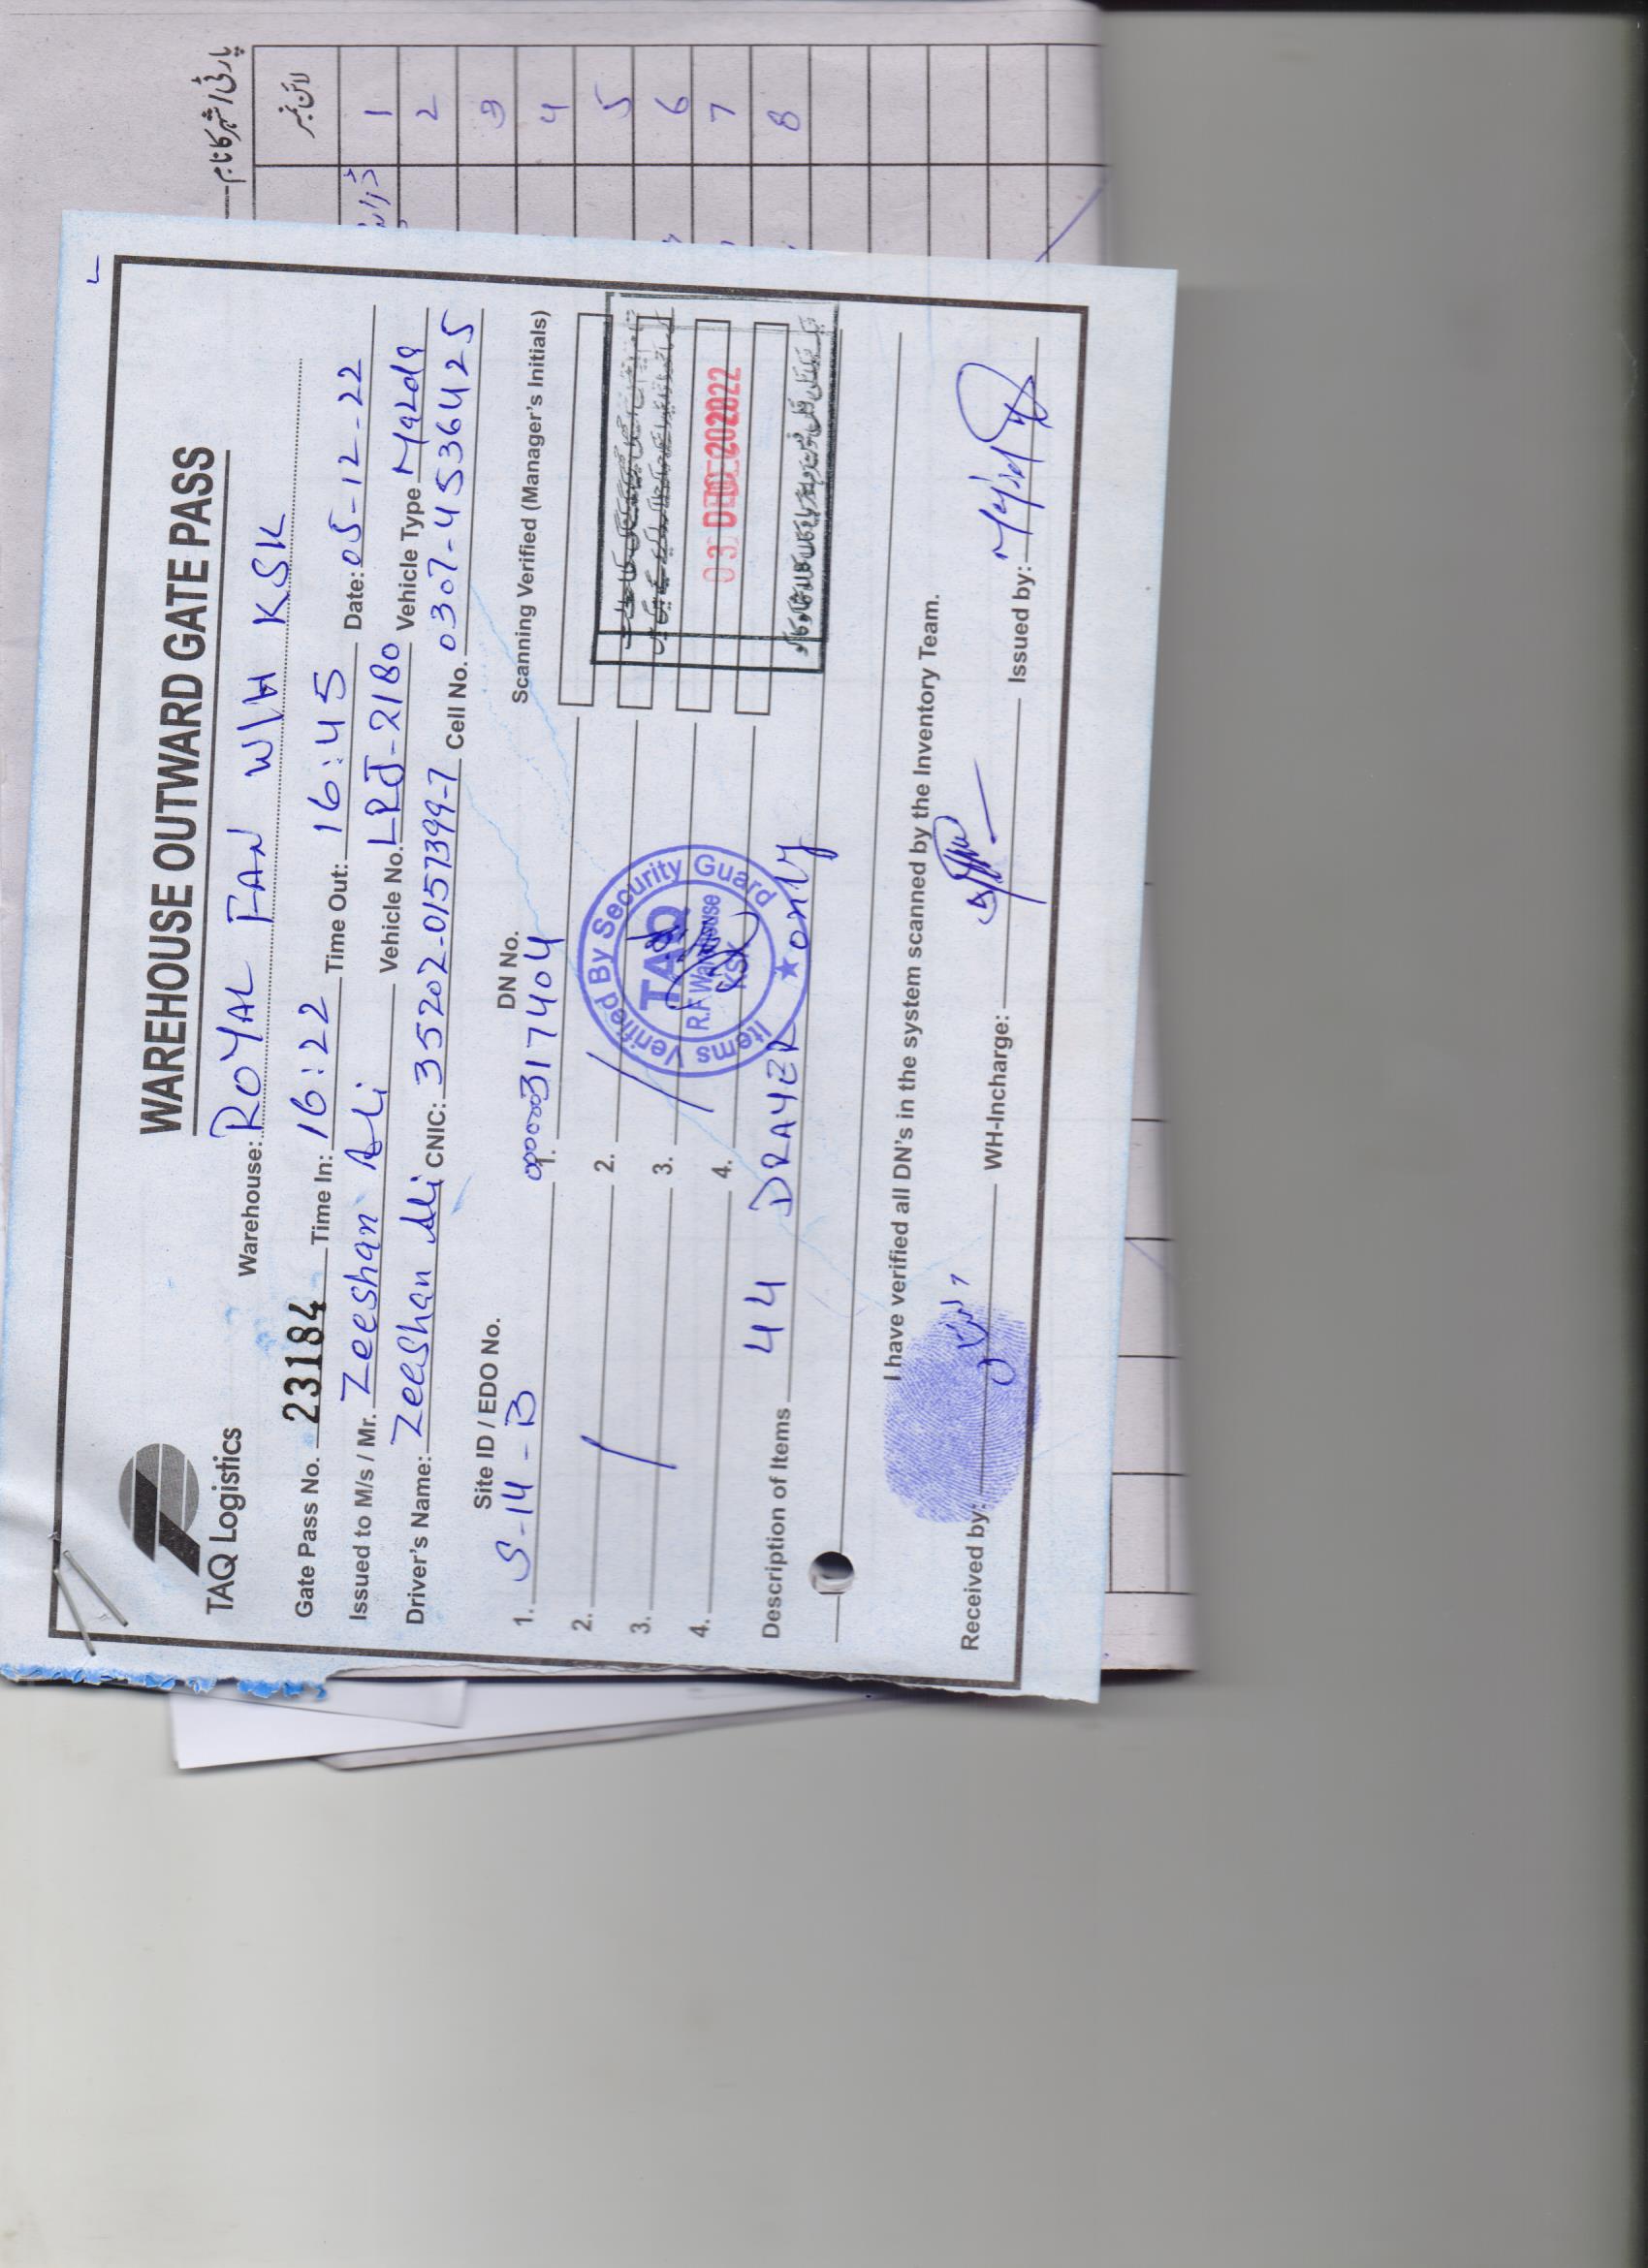 پارٹی/شہر کا نام
لائن نمبر
1
2
3
4
5
6
7
8
TAQ Logistics
WAREHOUSE OUTWARD GATE PASS
Warehouse: ROYAL FAN W\H KSK
Gate Pass No. 23184 Time In: 16:22 Time Out: 16:45 Date: 05-12-22
Issued to M/s / Mr. Zeeshan Ali Vehicle No. LRJ-2180 Vehicle Type Mazda
Driver's Name: Zeeshan Ali CNIC: 35202-0157399-7 Cell No. 0307-4536425
Site ID / EDO No. DN No. Scanning Verified (Manager's Initials)
1. S-14-B 1. 0000317404
2. 2.
3. 3.
4. 4.
Items Verified By Security Guard
TAQ
R.F Warehouse
KSK
Description of Items 44 DRAYER only
I have verified all DN's in the system scanned by the Inventory Team.
Received by: WH-Incharge: Issued by: Majid